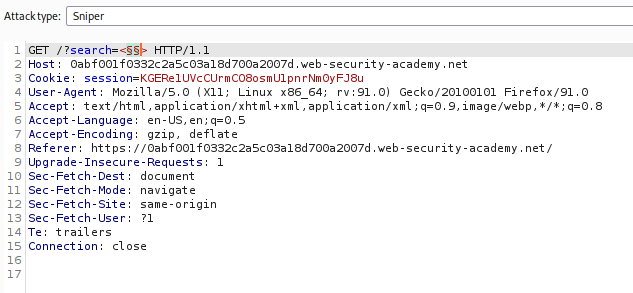 Attack type: Sniper
1 GET /?search=<§§> HTTP/1.1
2 Host: 0abf001f0332c2a5c03a18d700a2007d.web-security-academy.net
3 Cookie: session=KGERelUVcCUrmCO8osmU1pnrNm0yFJ8u
4 User-Agent: Mozilla/5.0 (X11; Linux x86_64; rv:91.0) Gecko/20100101 Firefox/91.0
5 Accept: text/html,application/xhtml+xml,application/xml;q=0.9,image/webp,*/*;q=0.8
6 Accept-Language: en-US,en;q=0.5
7 Accept-Encoding: gzip, deflate
8 Referer: https://0abf001f0332c2a5c03a18d700a2007d.web-security-academy.net/
9 Upgrade-Insecure-Requests: 1
10 Sec-Fetch-Dest: document
11 Sec-Fetch-Mode: navigate
12 Sec-Fetch-Site: same-origin
13 Sec-Fetch-User: ?1
14 Te: trailers
15 Connection: close
16
17